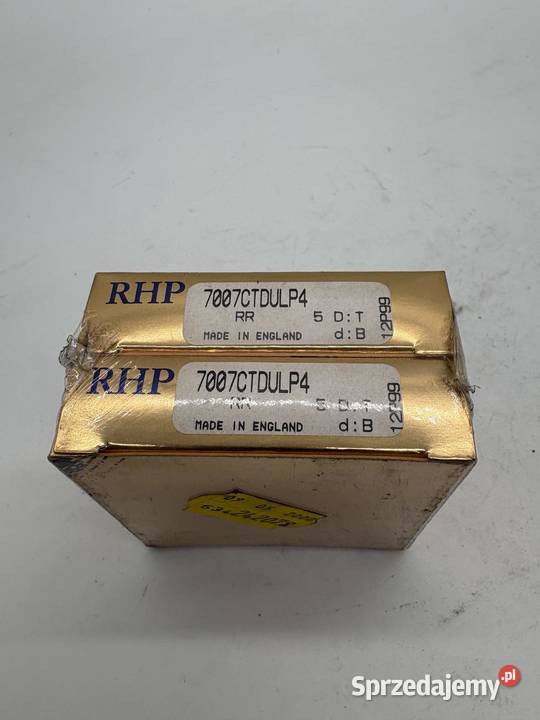 RHP 7007CTDULP4
RR 5 D:T
MADE IN ENGLAND d:B
12P99
RHP 7007CTDULP4
RR 5 D:T
MADE IN ENGLAND d:B
12P99
Sprzedajemy.pl